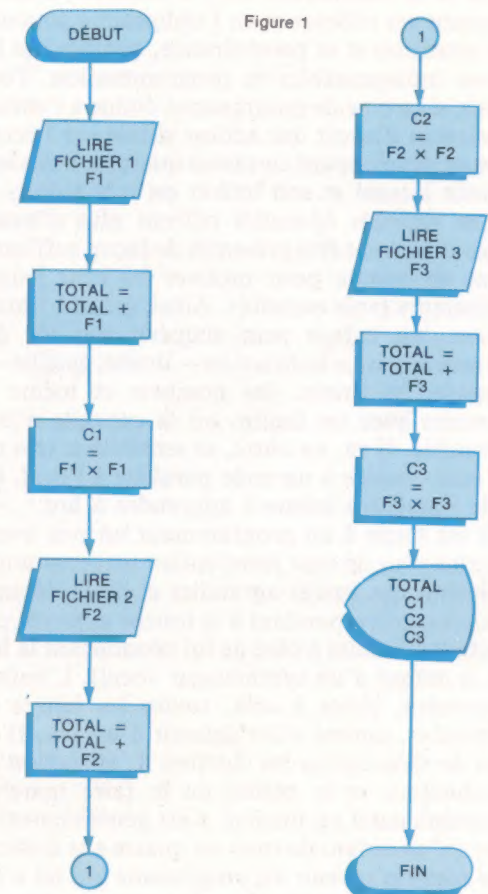 Figure 1
DÉBUT
LIRE
FICHIER 1
F1
TOTAL =
TOTAL +
F1
C1
=
F1 × F1
LIRE
FICHIER 2
F2
TOTAL =
TOTAL +
F2
1
1
C2
=
F2 × F2
LIRE
FICHIER 3
F3
TOTAL =
TOTAL +
F3
C3
=
F3 × F3
TOTAL
C1
C2
C3
FIN